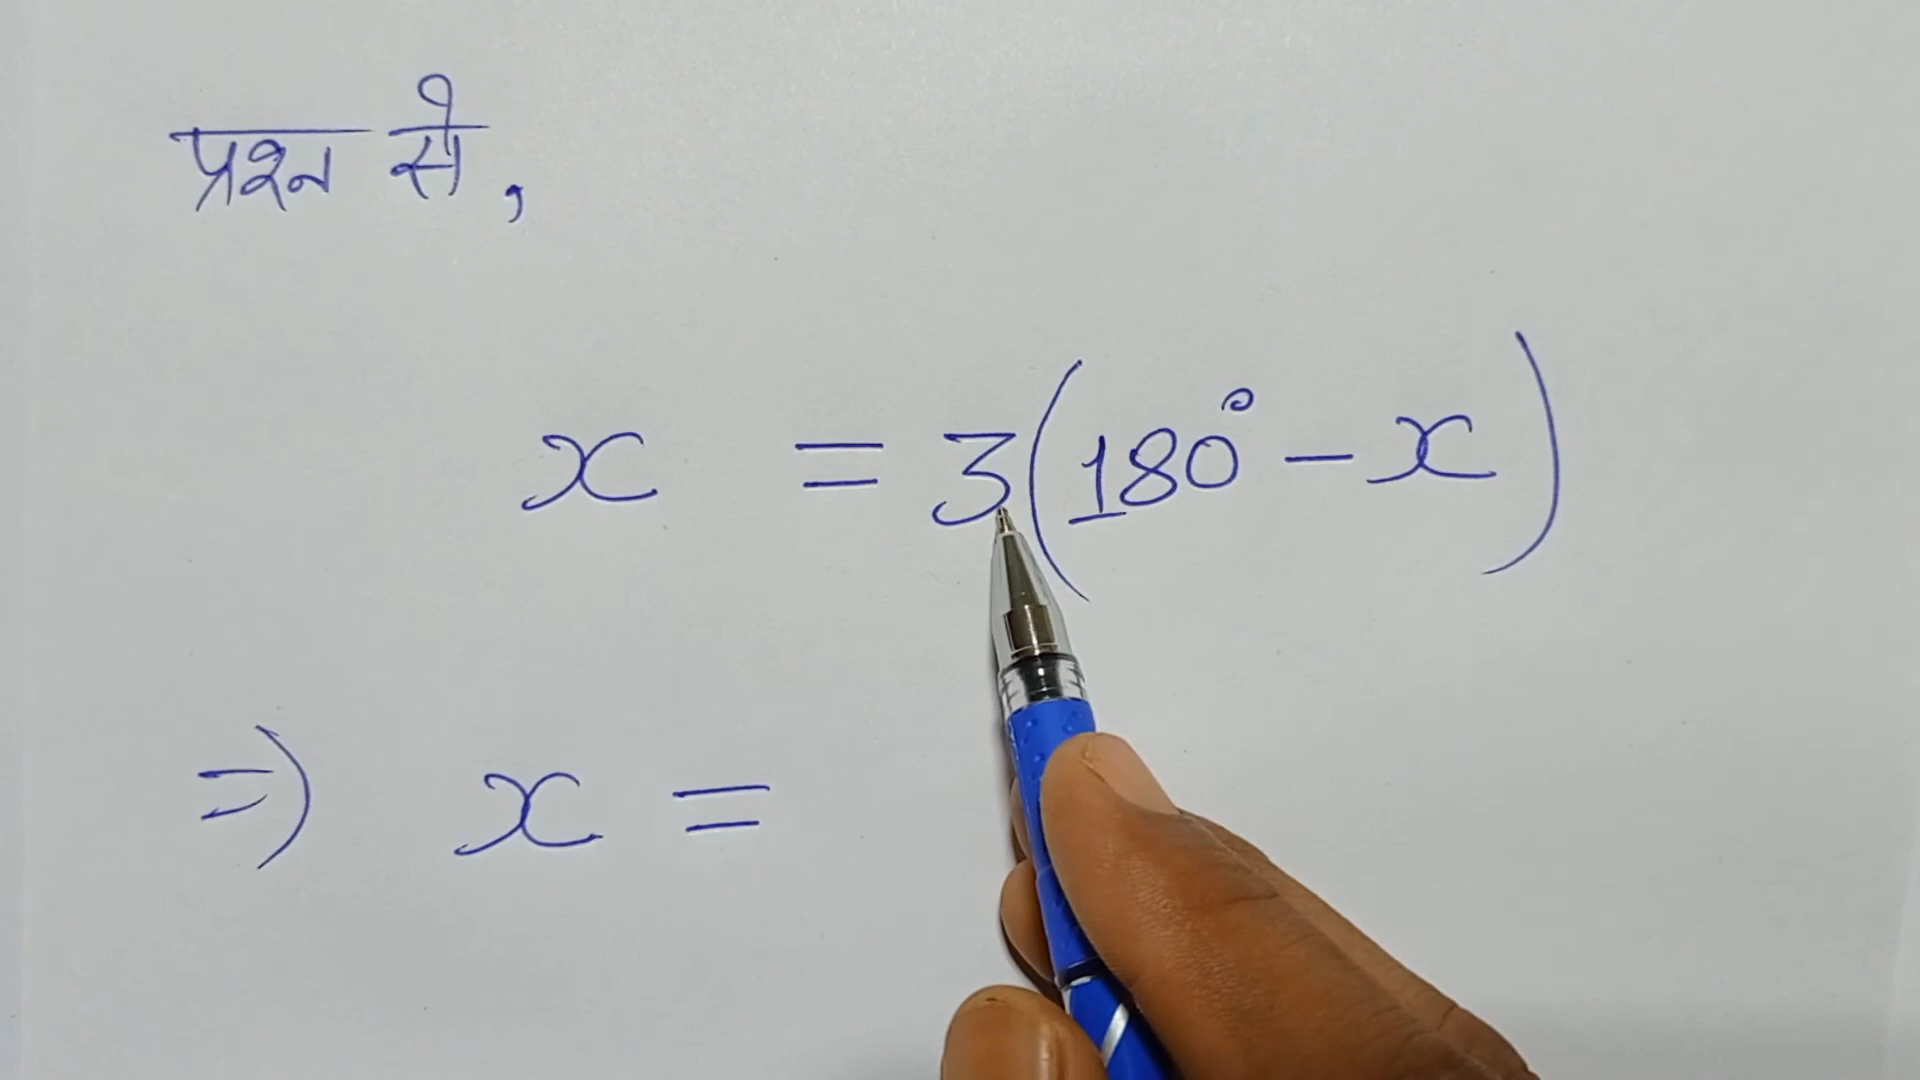 प्रश्न से,
x = 3(180° - x)
⇒ x =